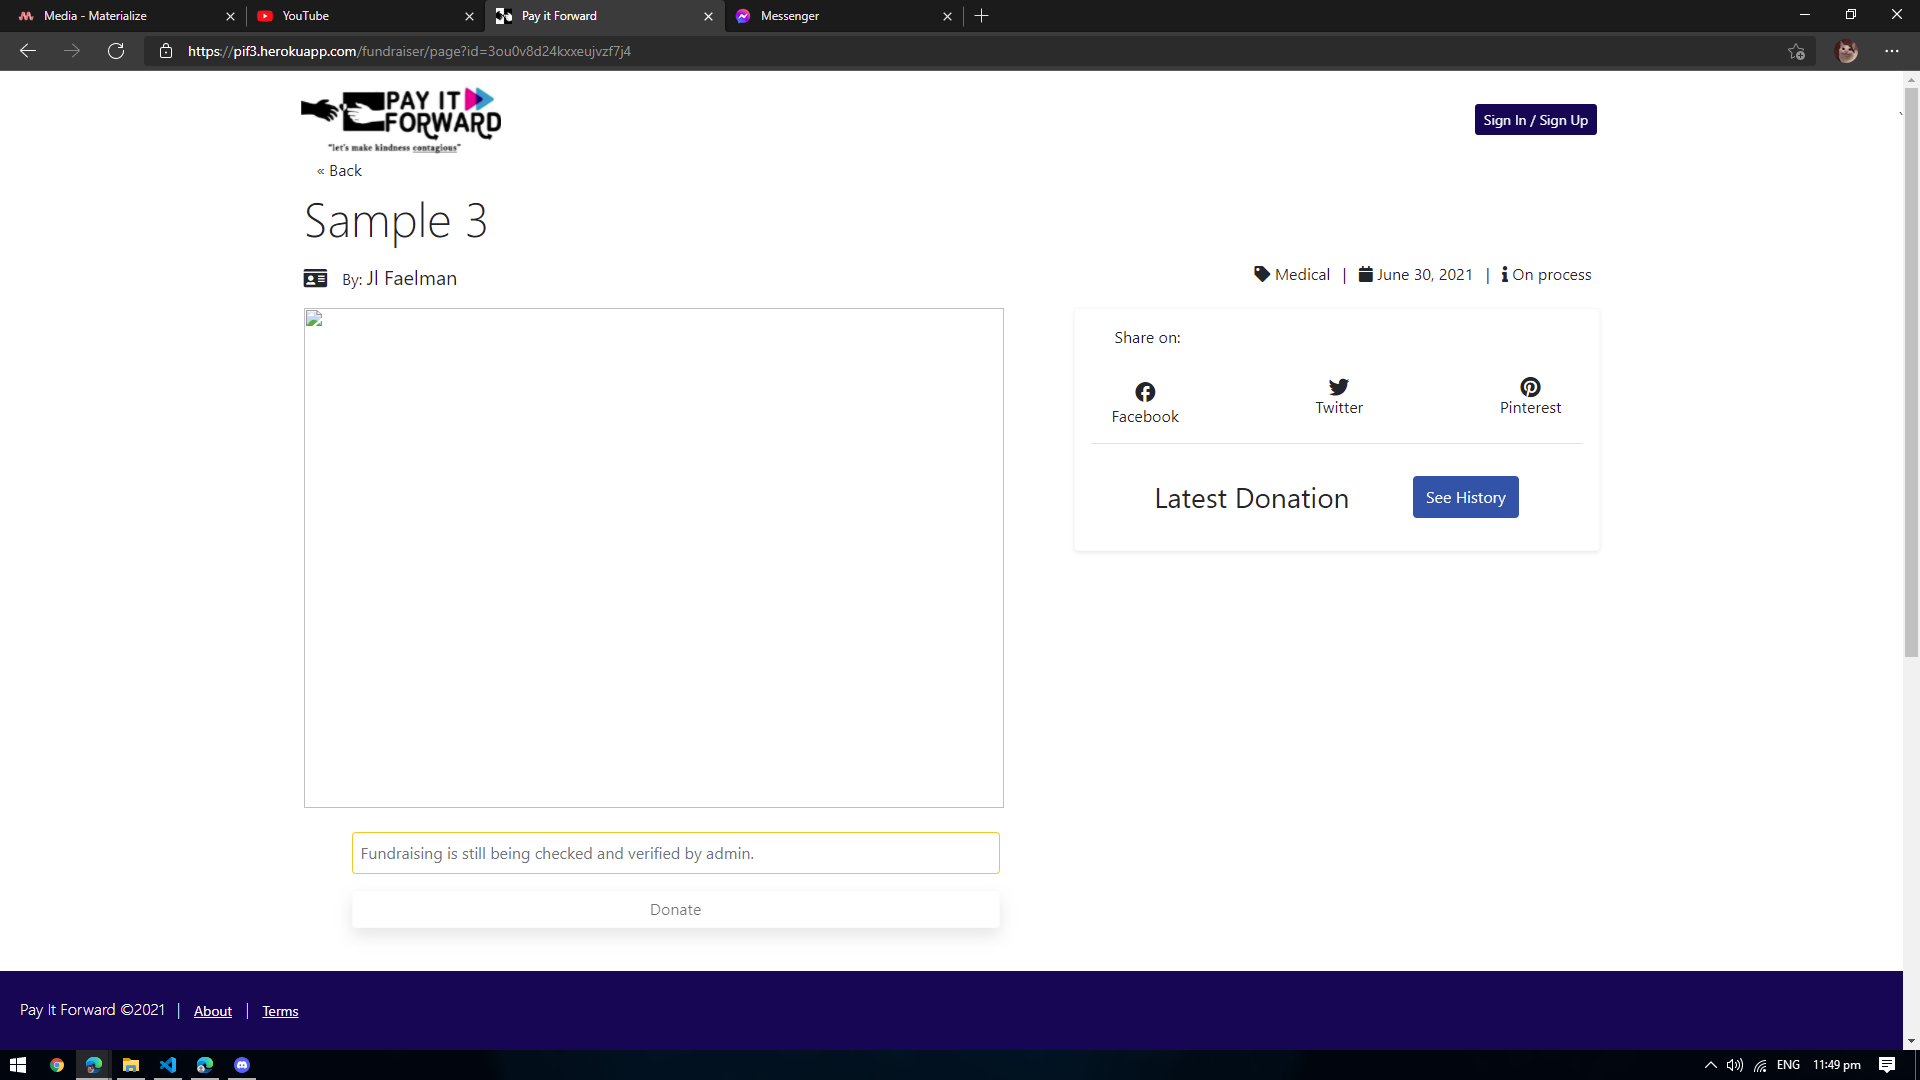 Media - Materialize
YouTube
Pay it Forward
Messenger
https://pif3.herokuapp.com/fundraiser/page?id=3ou0v8d24kxxeujvzf7j4
PAY IT
FORWARD
"let's make kindness contagious"
Sign In / Sign Up
« Back
Sample 3
By: Jl Faelman
Medical | June 30, 2021 | On process
Share on:
Facebook
Twitter
Pinterest
Latest Donation
See History
Fundraising is still being checked and verified by admin.
Donate
Pay It Forward ©2021 | About | Terms
ENG
11:49 pm